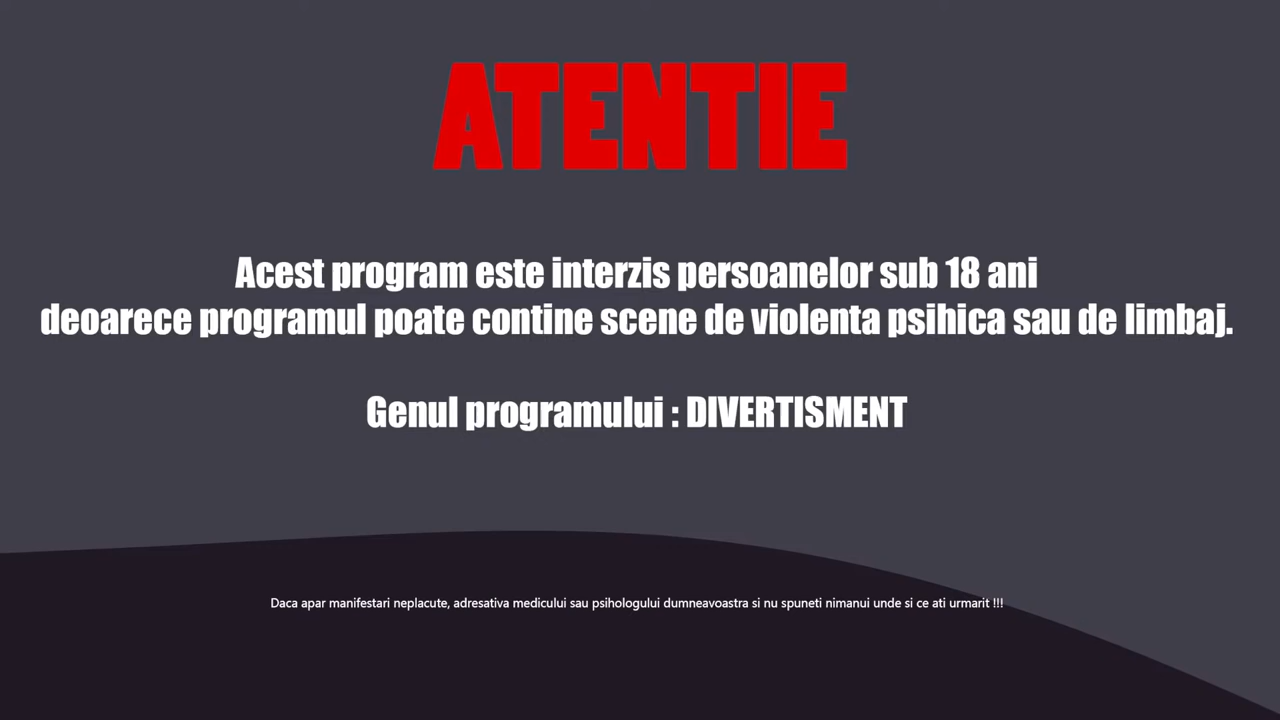 ATENTIE
Acest program este interzis persoanelor sub 18 ani
deoarece programul poate contine scene de violenta psihica sau de limbaj.
Genul programului : DIVERTISMENT
Daca apar manifestari neplacute, adresativa medicului sau psihologului dumneavoastra si nu spuneti nimanui unde si ce ati urmarit !!!